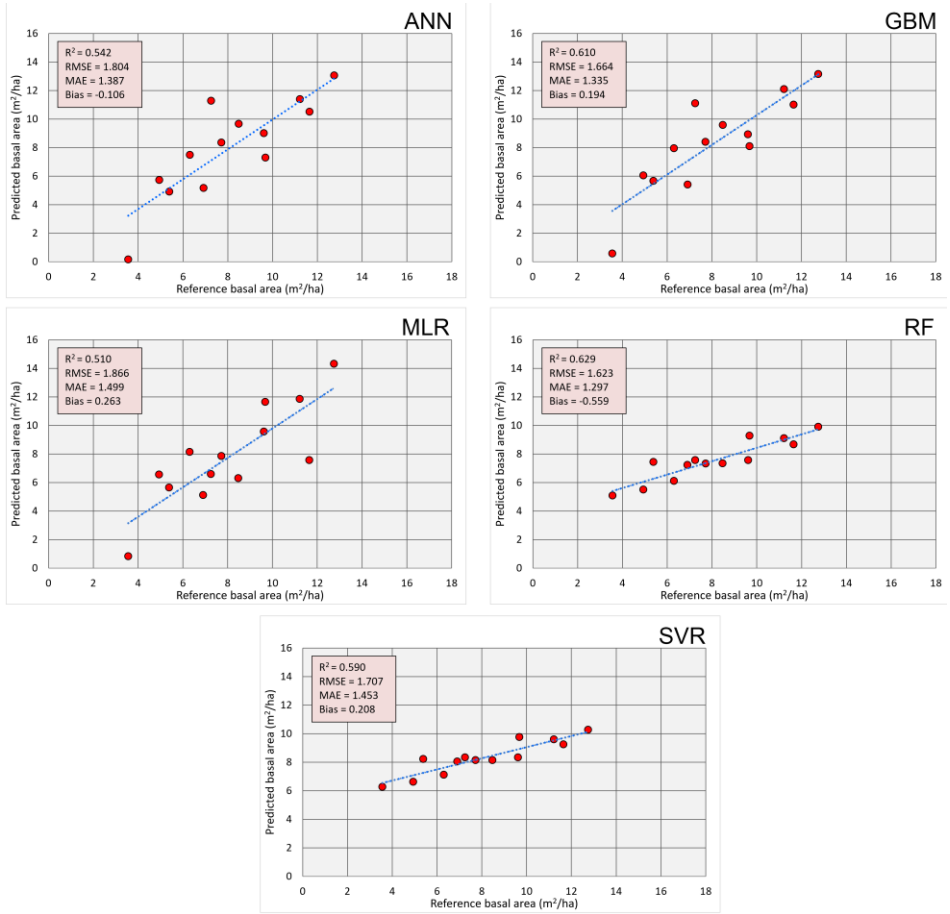 ANN
R² = 0.542
RMSE = 1.804
MAE = 1.387
Bias = -0.106
Predicted basal area (m²/ha)
16
14
12
10
8
6
4
2
0
0 2 4 6 8 10 12 14 16 18
Reference basal area (m²/ha)
GBM
R² = 0.610
RMSE = 1.664
MAE = 1.335
Bias = 0.194
Predicted basal area (m²/ha)
16
14
12
10
8
6
4
2
0
0 2 4 6 8 10 12 14 16 18
Reference basal area (m²/ha)
MLR
R² = 0.510
RMSE = 1.866
MAE = 1.499
Bias = 0.263
Predicted basal area (m²/ha)
16
14
12
10
8
6
4
2
0
0 2 4 6 8 10 12 14 16 18
Reference basal area (m²/ha)
RF
R² = 0.629
RMSE = 1.623
MAE = 1.297
Bias = -0.559
Predicted basal area (m²/ha)
16
14
12
10
8
6
4
2
0
0 2 4 6 8 10 12 14 16 18
Reference basal area (m²/ha)
SVR
R² = 0.590
RMSE = 1.707
MAE = 1.453
Bias = 0.208
Predicted basal area (m²/ha)
16
14
12
10
8
6
4
2
0
0 2 4 6 8 10 12 14 16 18
Reference basal area (m²/ha)